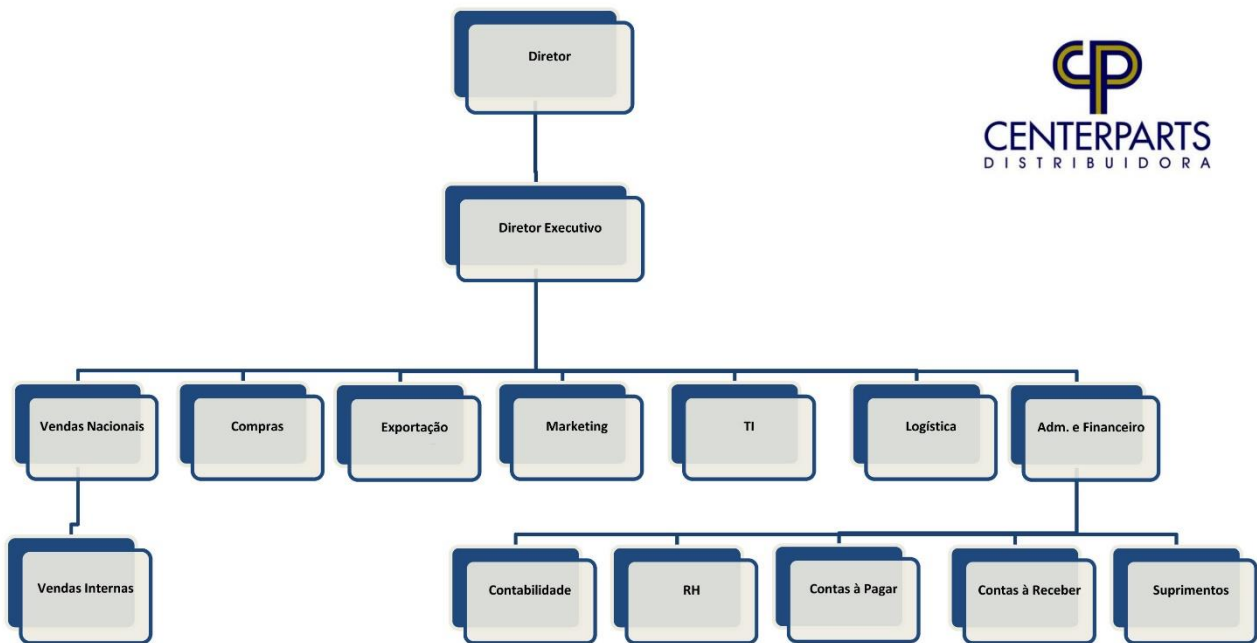 Diretor
CP
CENTERPARTS
DISTRIBUIDORA
Diretor Executivo
Vendas Nacionais
Compras
Exportação
Marketing
TI
Logística
Adm. e Financeiro
Vendas Internas
Contabilidade
RH
Contas à Pagar
Contas à Receber
Suprimentos